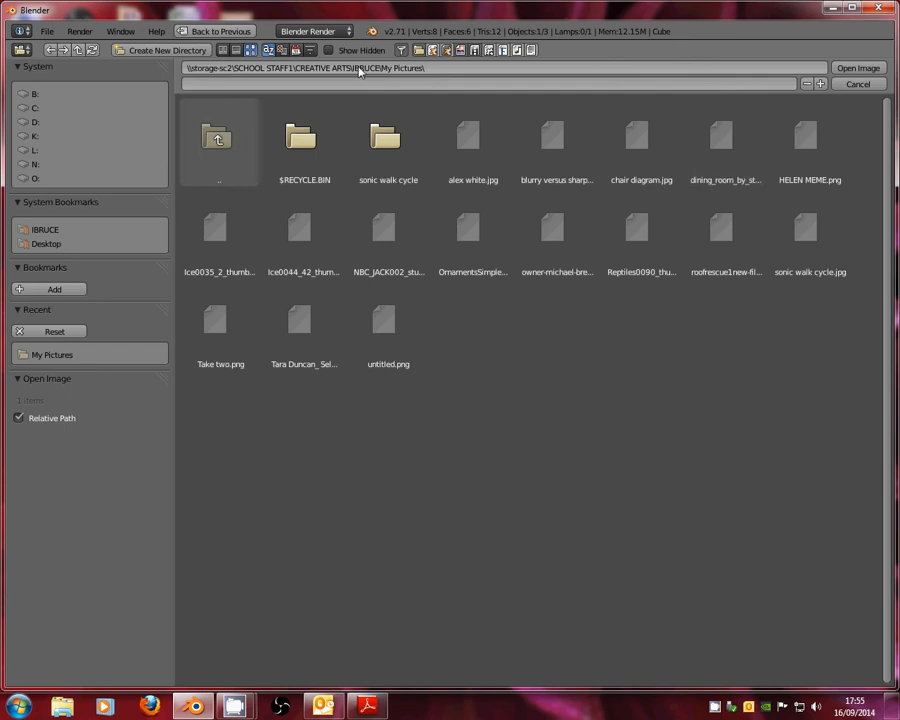 Blender
File Render Window Help Back to Previous Blender Render v2.71 | Verts:8 | Faces:6 | Tris:12 | Objects:1/3 | Lamps:0/1 | Mem:12.15M | Cube
Create New Directory Show Hidden
System
\\storage-sc2\SCHOOL STAFF1\CREATIVE ARTS\IBRUCE\My Pictures\
Open Image
Cancel
B:
C:
D:
K:
L:
N:
O:
System Bookmarks
IBRUCE
Desktop
Bookmarks
Add
Recent
Reset
My Pictures
Open Image
1 items
Relative Path
.. $RECYCLE.BIN sonic walk cycle alex white.jpg blurry versus sharp... chair diagram.jpg dining_room_by_st... HELEN MEME.png
Ice0035_2_thumb... Ice0044_42_thum... NBC_JACK002_stu... OrnamentsSimple... owner-michael-bre... Reptiles0090_thu... roofrescue1new-fil... sonic walk cycle.jpg
Take two.png Tara Duncan_ Sel... untitled.png
17:55
16/09/2014